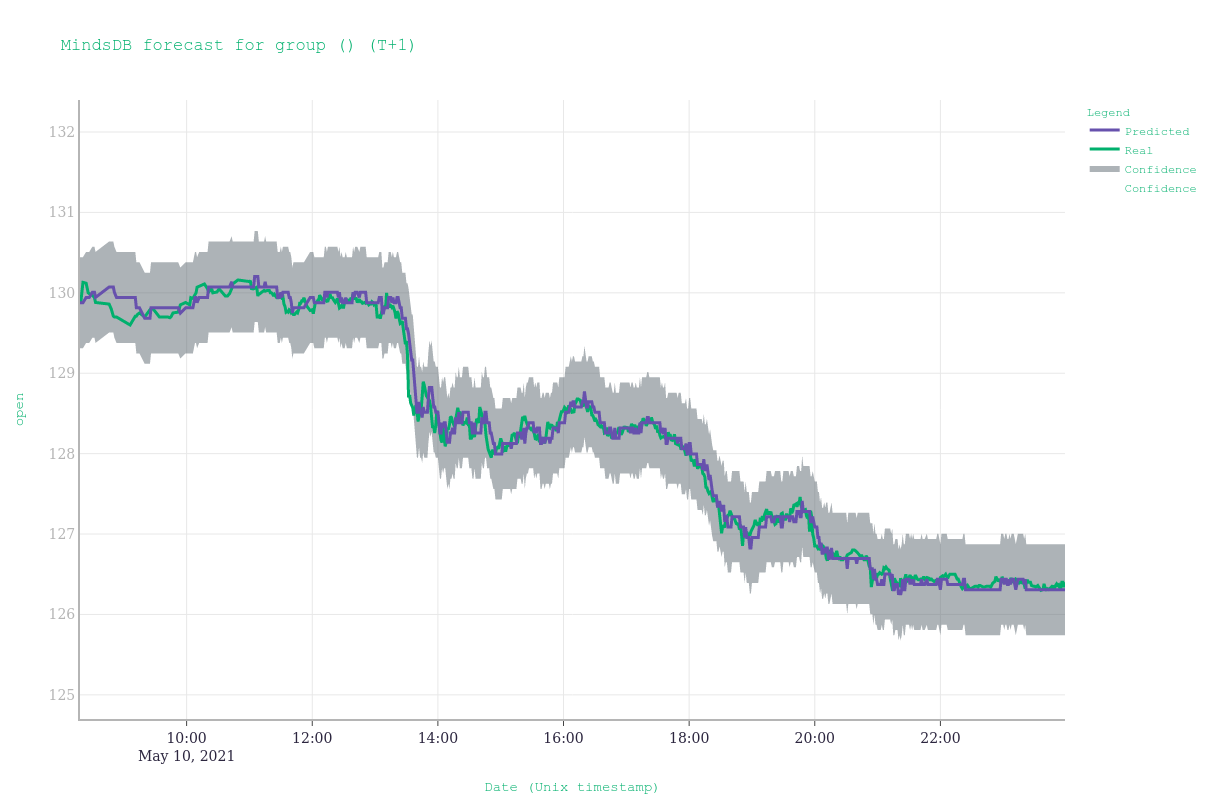 MindsDB forecast for group () (T+1)
Legend
Predicted
Real
Confidence
Confidence
132
131
130
129
128
127
126
125
open
10:00
12:00
14:00
16:00
18:00
20:00
22:00
May 10, 2021
Date (Unix timestamp)